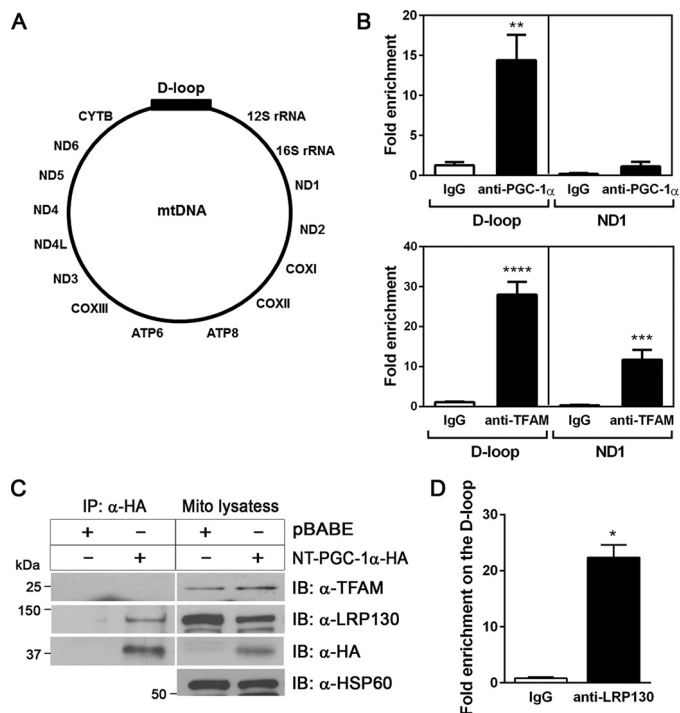 A
D-loop
CYTB
12S rRNA
ND6
16S rRNA
ND5
ND1
ND4
mtDNA
ND2
ND4L
ND3
COXI
COXIII
COXII
ATP6
ATP8
B
Fold enrichment
20
15
10
5
0
**
IgG anti-PGC-1α IgG anti-PGC-1α
D-loop ND1
Fold enrichment
40
30
20
10
0
****
***
IgG anti-TFAM IgG anti-TFAM
D-loop ND1
C
IP: α-HA Mito lysatess
+ − + − pBABE
− + − + NT-PGC-1α-HA
kDa
25 IB: α-TFAM
150 IB: α-LRP130
37 IB: α-HA
50 IB: α-HSP60
D
Fold enrichment on the D-loop
30
20
10
0
*
IgG anti-LRP130